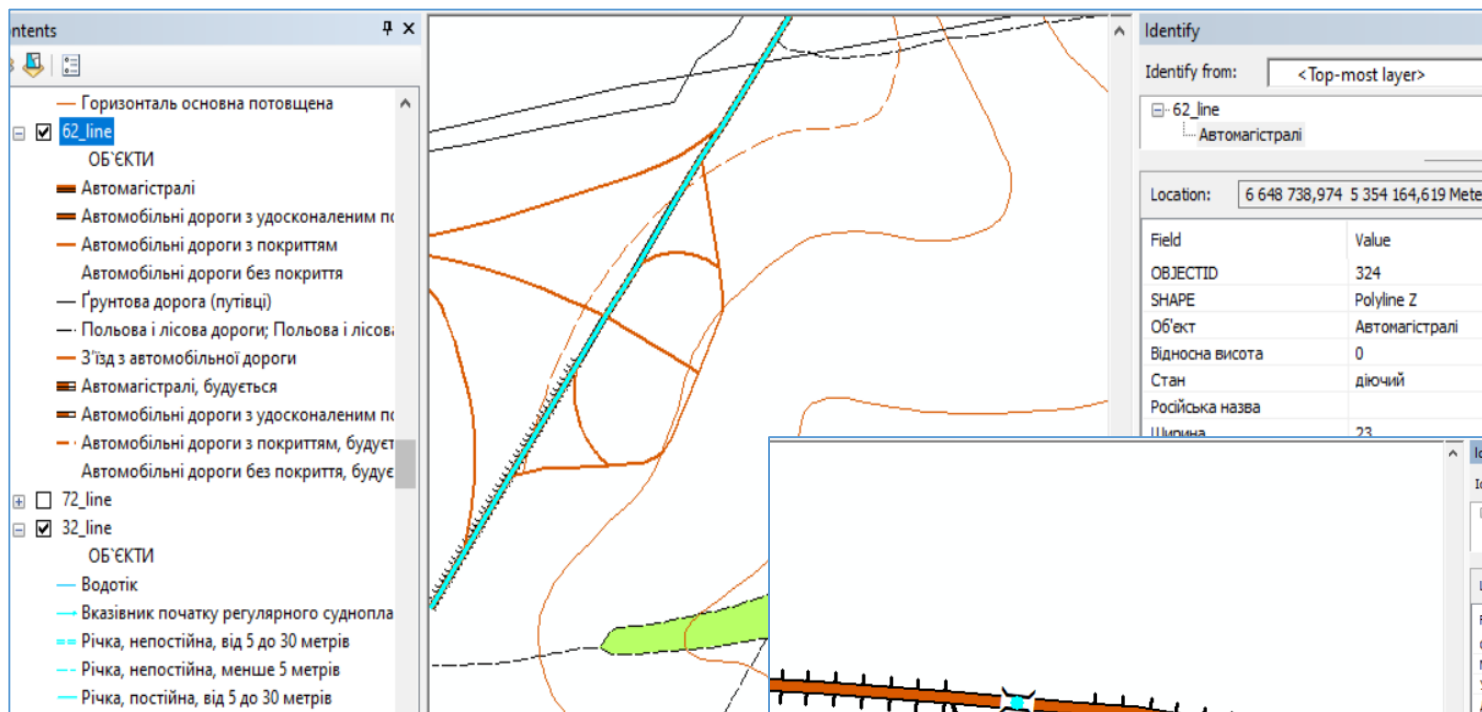 ntents
Горизонталь основна потовщена
62_line
ОБ`ЄКТИ
Автомагістралі
Автомобільні дороги з удосконаленим по
Автомобільні дороги з покриттям
Автомобільні дороги без покриття
Ґрунтова дорога (путівці)
Польова і лісова дороги; Польова і лісова
З'їзд з автомобільної дороги
Автомагістралі, будується
Автомобільні дороги з удосконаленим по
Автомобільні дороги з покриттям, будуєт
Автомобільні дороги без покриття, будує
72_line
32_line
ОБ`ЄКТИ
Водотік
Вказівник початку регулярного суднопла
Річка, непостійна, від 5 до 30 метрів
Річка, непостійна, менше 5 метрів
Річка, постійна, від 5 до 30 метрів
Identify
Identify from: <Top-most layer>
62_line
Автомагістралі
Location: 6 648 738,974 5 354 164,619 Mete
Field Value
OBJECTID 324
SHAPE Polyline Z
Об'єкт Автомагістралі
Відносна висота 0
Стан діючий
Російська назва
Ширина 23